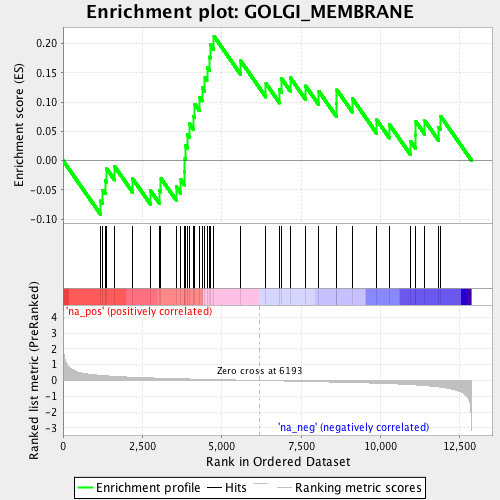 Enrichment plot: GOLGI_MEMBRANE
Enrichment score (ES)
0.20
0.15
0.10
0.05
0.00
-0.05
-0.10
'na_pos' (positively correlated)
Ranked list metric (PreRanked)
4
3
2
1
0
-1
-2
-3
Zero cross at 6193
'na_neg' (negatively correlated)
0
2,500
5,000
7,500
10,000
12,500
Rank in Ordered Dataset
Enrichment profile
Hits
Ranking metric scores